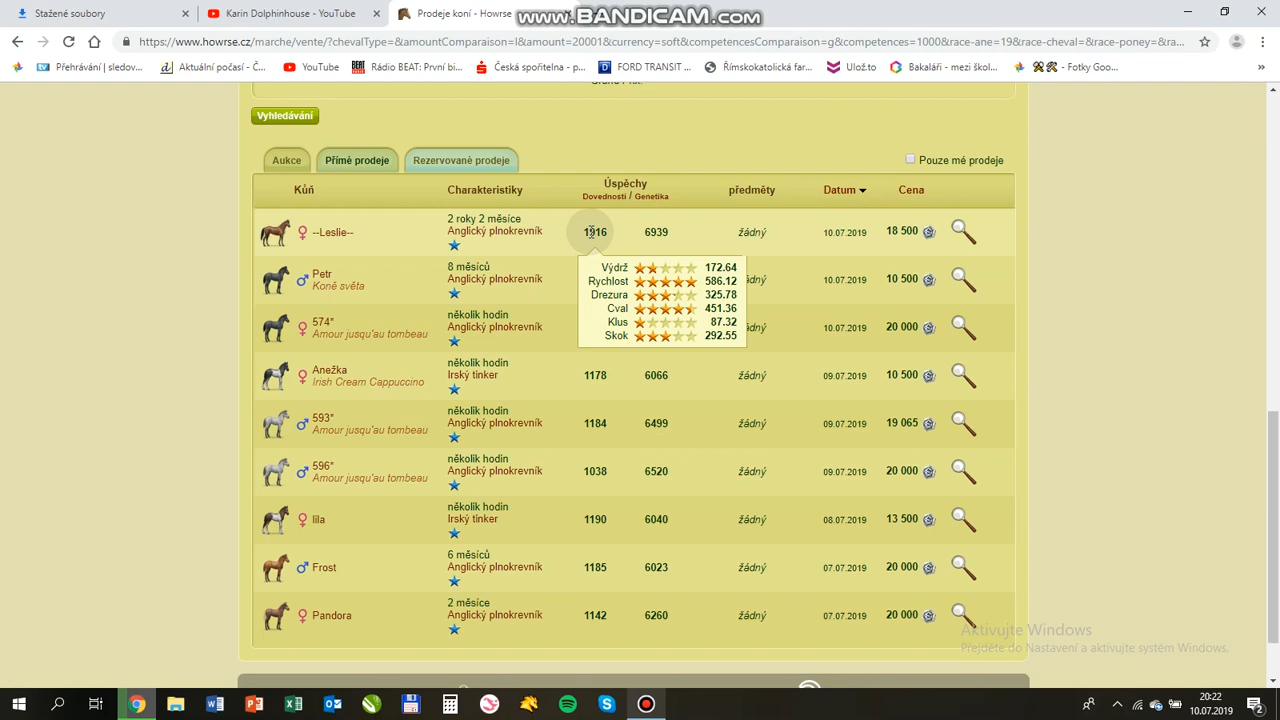 Stažené soubory
Karin Vylphinhouse - YouTube
Prodeje koní - Howrse
www.BANDICAM.com
https://www.howrse.cz/marche/vente/?chevalType=&amountComparaison=g&amount=20001&softComparaison=l&competencesComparaison=g&competences=1000&race-ane=19&race-cheval=&race-poney=&ag...
Přehrávání | sledov...
Aktuální počasí - Če...
YouTube
Rádio BEAT: První bi...
Česká spořitelna , p...
FORD TRANSIT ...
Římskokatolická far...
Ulož.to
Bakaláři - mezi škol...
Fotky Goo...
Vyhledávání
Aukce
Přímé prodeje
Rezervované prodeje
Pouze mé prodeje
Kůň
Charakteristiky
Úspěchy
Dovednosti / Genetika
předměty
Datum
Cena
--Leslie--
2 roky 2 měsíce
Anglický plnokrevník
6939
žádný
10.07.2019
18 500
Petr
Koně světa
8 měsíců
Anglický plnokrevník
10.07.2019
10 500
574"
Amour jusqu'au tombeau
několik hodin
Anglický plnokrevník
10.07.2019
20 000
Výdrž 172.64
Rychlost 586.12
Drezura 325.78
Cval 451.36
Klus 87.32
Skok 292.55
Anežka
Irish Cream Cappuccino
několik hodin
Irský tinker
1178
6066
žádný
09.07.2019
10 500
593"
Amour jusqu'au tombeau
několik hodin
Anglický plnokrevník
1184
6499
žádný
09.07.2019
19 065
596"
Amour jusqu'au tombeau
několik hodin
Anglický plnokrevník
1038
6520
žádný
09.07.2019
20 000
lila
několik hodin
Irský tinker
1190
6040
žádný
08.07.2019
13 500
Frost
6 měsíců
Anglický plnokrevník
1185
6023
žádný
07.07.2019
20 000
Pandora
2 měsíce
Anglický plnokrevník
1142
6260
žádný
07.07.2019
20 000
Aktivujte Windows
Přejděte do Nastavení a aktivujte systém Windows.
20:22
10.07.2019